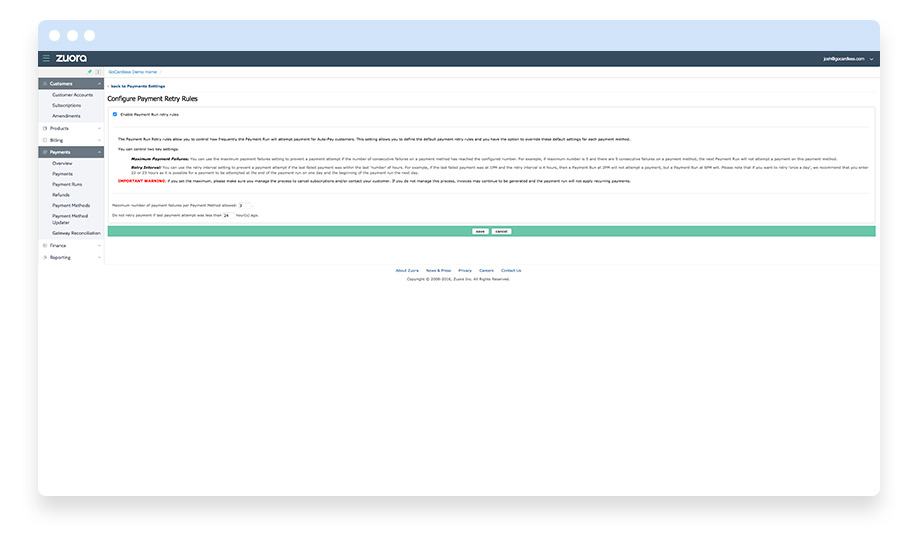 zuora
josh@gocardless.com
GoCardless Demo Home /
Customers
Customer Accounts
Subscriptions
Amendments
Products
Billing
Payments
Overview
Payments
Payment Runs
Refunds
Payment Methods
Payment Method
Updater
Gateway Reconciliation
Finance
Reporting
back to Payments Settings
Configure Payment Retry Rules
Enable Payment Run retry rules
The Payment Run Retry rules allow you to control how frequently the Payment Run will attempt payment for Auto-Pay customers. This setting allows you to define the default payment retry rules and you have the option to override these default settings for each payment method.
You can control two key settings:
Maximum Payment Failures: You can use the maximum payment failures setting to prevent a payment attempt if the number of consecutive failures on a payment method has reached the configured number. For example, if maximum number is 5 and there are 5 consecutive failures on a payment method, the next Payment Run will not attempt a payment on this payment method.
Retry Interval: You can use the retry interval setting to prevent a payment attempt if the last failed payment was within the last 'number' of hours. For example, if the last failed payment was at 1PM and the retry interval is 4 hours, then a Payment Run at 2PM will not attempt a payment, but a Payment Run at 6PM will. Please note that if you want to retry 'once a day', we recommend that you enter
22 or 23 hours as it is possible for a payment to be attempted at the end of the payment run on one day and the beginning of the payment run the next day.
IMPORTANT WARNING: if you set the maximum, please make sure you manage the process to cancel subscriptions and/or contact your customer. If you do not manage this process, invoices may continue to be generated and the payment run will not apply recurring payments.
Maximum number of payment failures per Payment Method allowed: 3 .
Do not retry payment if last payment attempt was less than 24 hour(s) ago.
save cancel
About Zuora News & Press Privacy Careers Contact Us
Copyright © 2008-2018, Zuora Inc. All Rights Reserved.